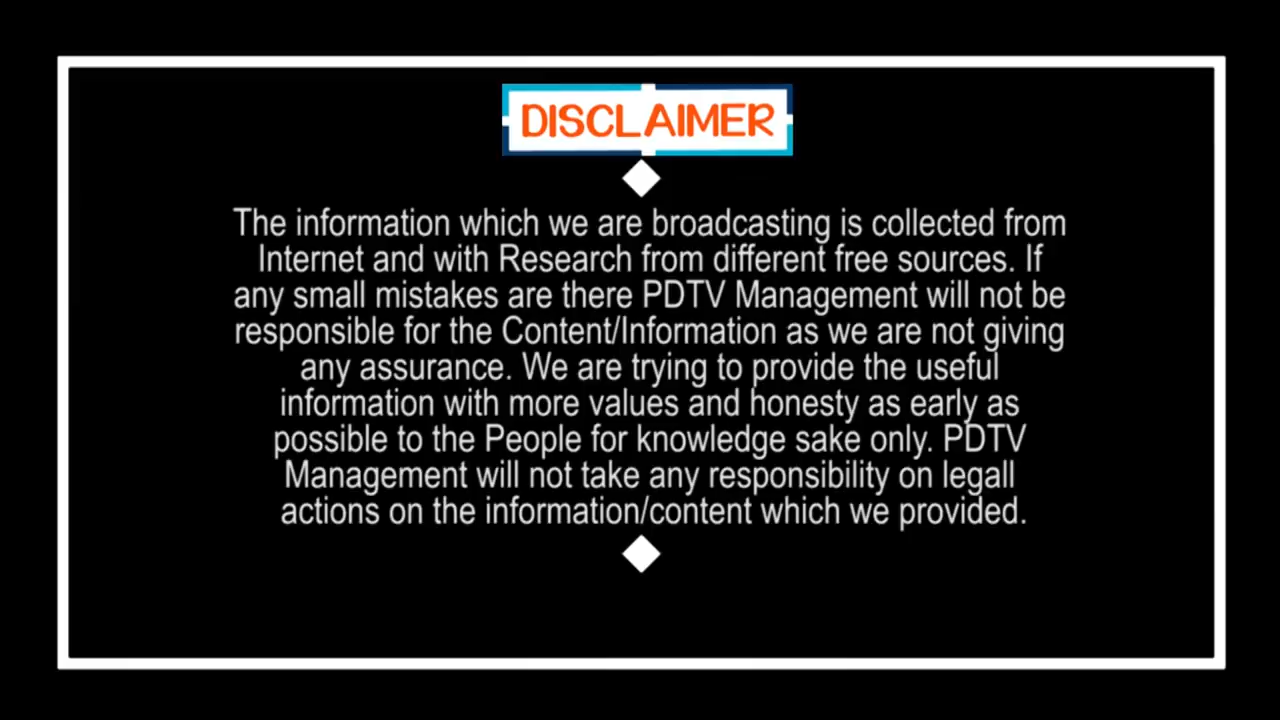 DISCLAIMER
The information which we are broadcasting is collected from
Internet and with Research from different free sources. If
any small mistakes are there PDTV Management will not be
responsible for the Content/Information as we are not giving
any assurance. We are trying to provide the useful
information with more values and honesty as early as
possible to the People for knowledge sake only. PDTV
Management will not take any responsibility on legall
actions on the information/content which we provided.